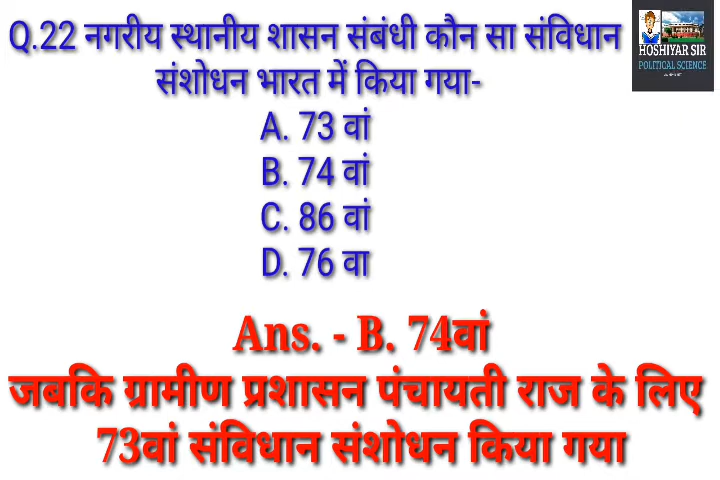 Q.22 नगरीय स्थानीय शासन संबंधी कौन सा संविधान
संशोधन भारत में किया गया-
A. 73 वां
B. 74 वां
C. 86 वां
D. 76 वा
Ans. - B. 74वां
जबकि ग्रामीण प्रशासन पंचायती राज के लिए
73वां संविधान संशोधन किया गया
HOSHIYAR SIR
POLITICAL SCIENCE